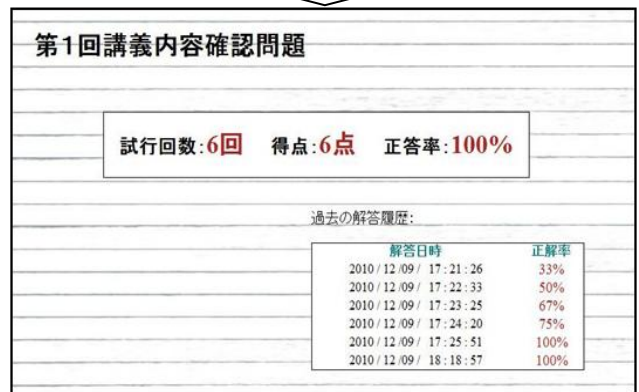 第1回講義内容確認問題
試行回数:6回 得点:6点 正答率:100%
過去の解答履歴:
解答日時 正解率
2010 / 12 /09 / 17 : 21 : 26 33%
2010 / 12 /09 / 17 : 22 : 33 50%
2010 / 12 /09 / 17 : 23 : 25 67%
2010 / 12 /09 / 17 : 24 : 20 75%
2010 / 12 /09 / 17 : 25 : 51 100%
2010 / 12 /09 / 18 : 18 : 57 100%